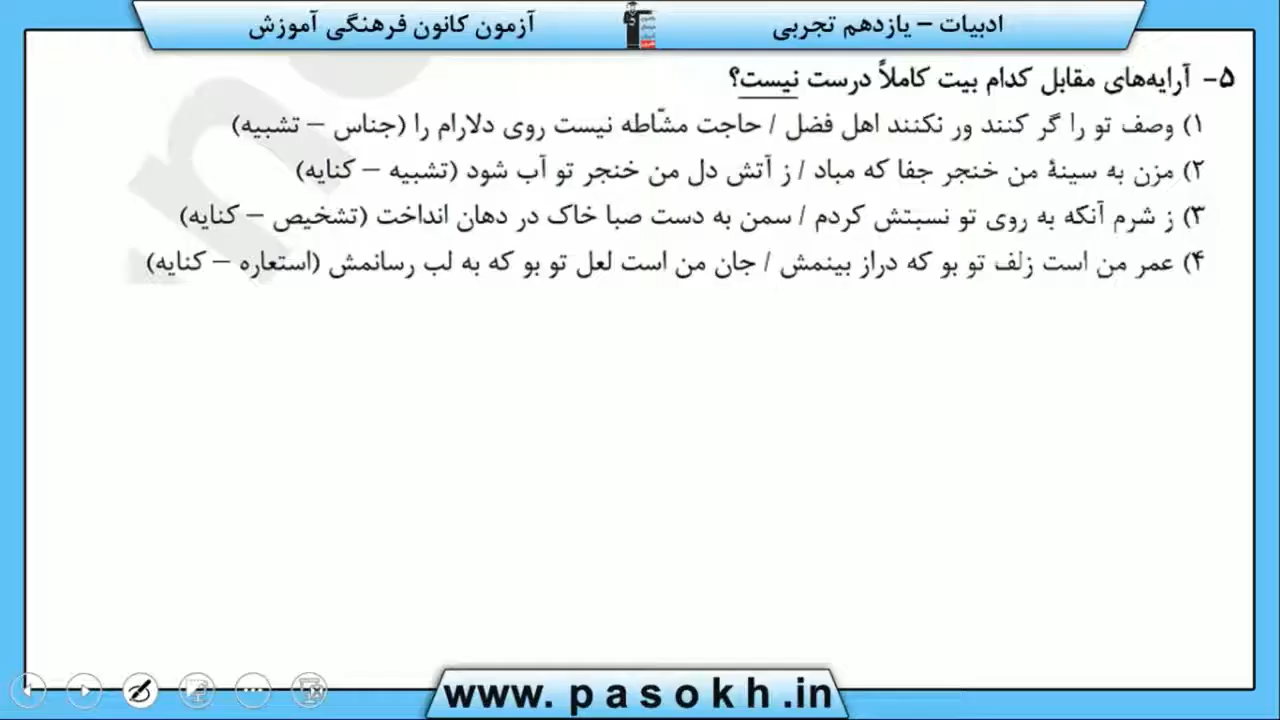 ادبیات – یازدهم تجربی
آزمون کانون فرهنگی آموزش
۵- آرایه‌های مقابل کدام بیت کاملاً درست نیست؟
۱) وصف تو را گر کنند ور نکنند اهل فضل / حاجت مشّاطه نیست روی دلارام را (جناس – تشبیه)
۲) مزن به سینهٔ من خنجر جفا که مباد / ز آتش دل من خنجر تو آب شود (تشبیه – کنایه)
۳) ز شرم آنکه به روی تو نسبتش کردم / سمن به دست صبا خاک در دهان انداخت (تشخیص – کنایه)
۴) عمر من است زلف تو بو که دراز بینمش / جان من است لعل تو بو که به لب رسانمش (استعاره – کنایه)
www. p a s o k h .in